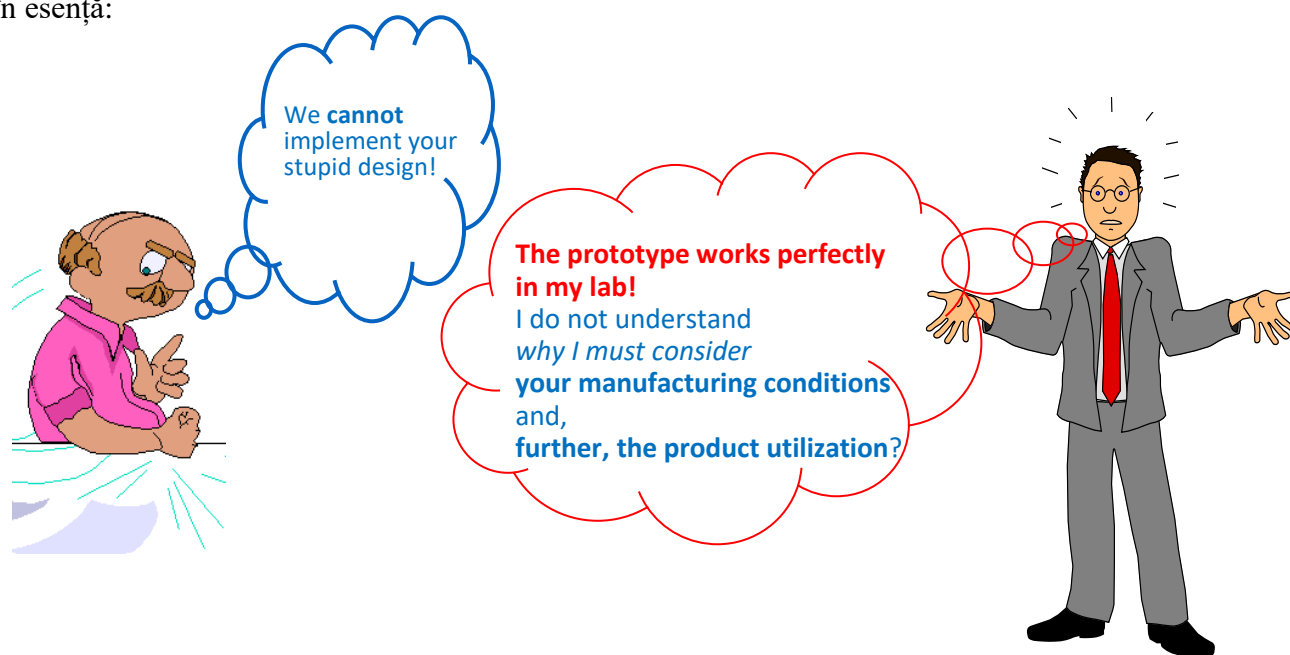 n esență:
We cannot
implement your
stupid design!
The prototype works perfectly
in my lab!
I do not understand
why I must consider
your manufacturing conditions
and,
further, the product utilization?